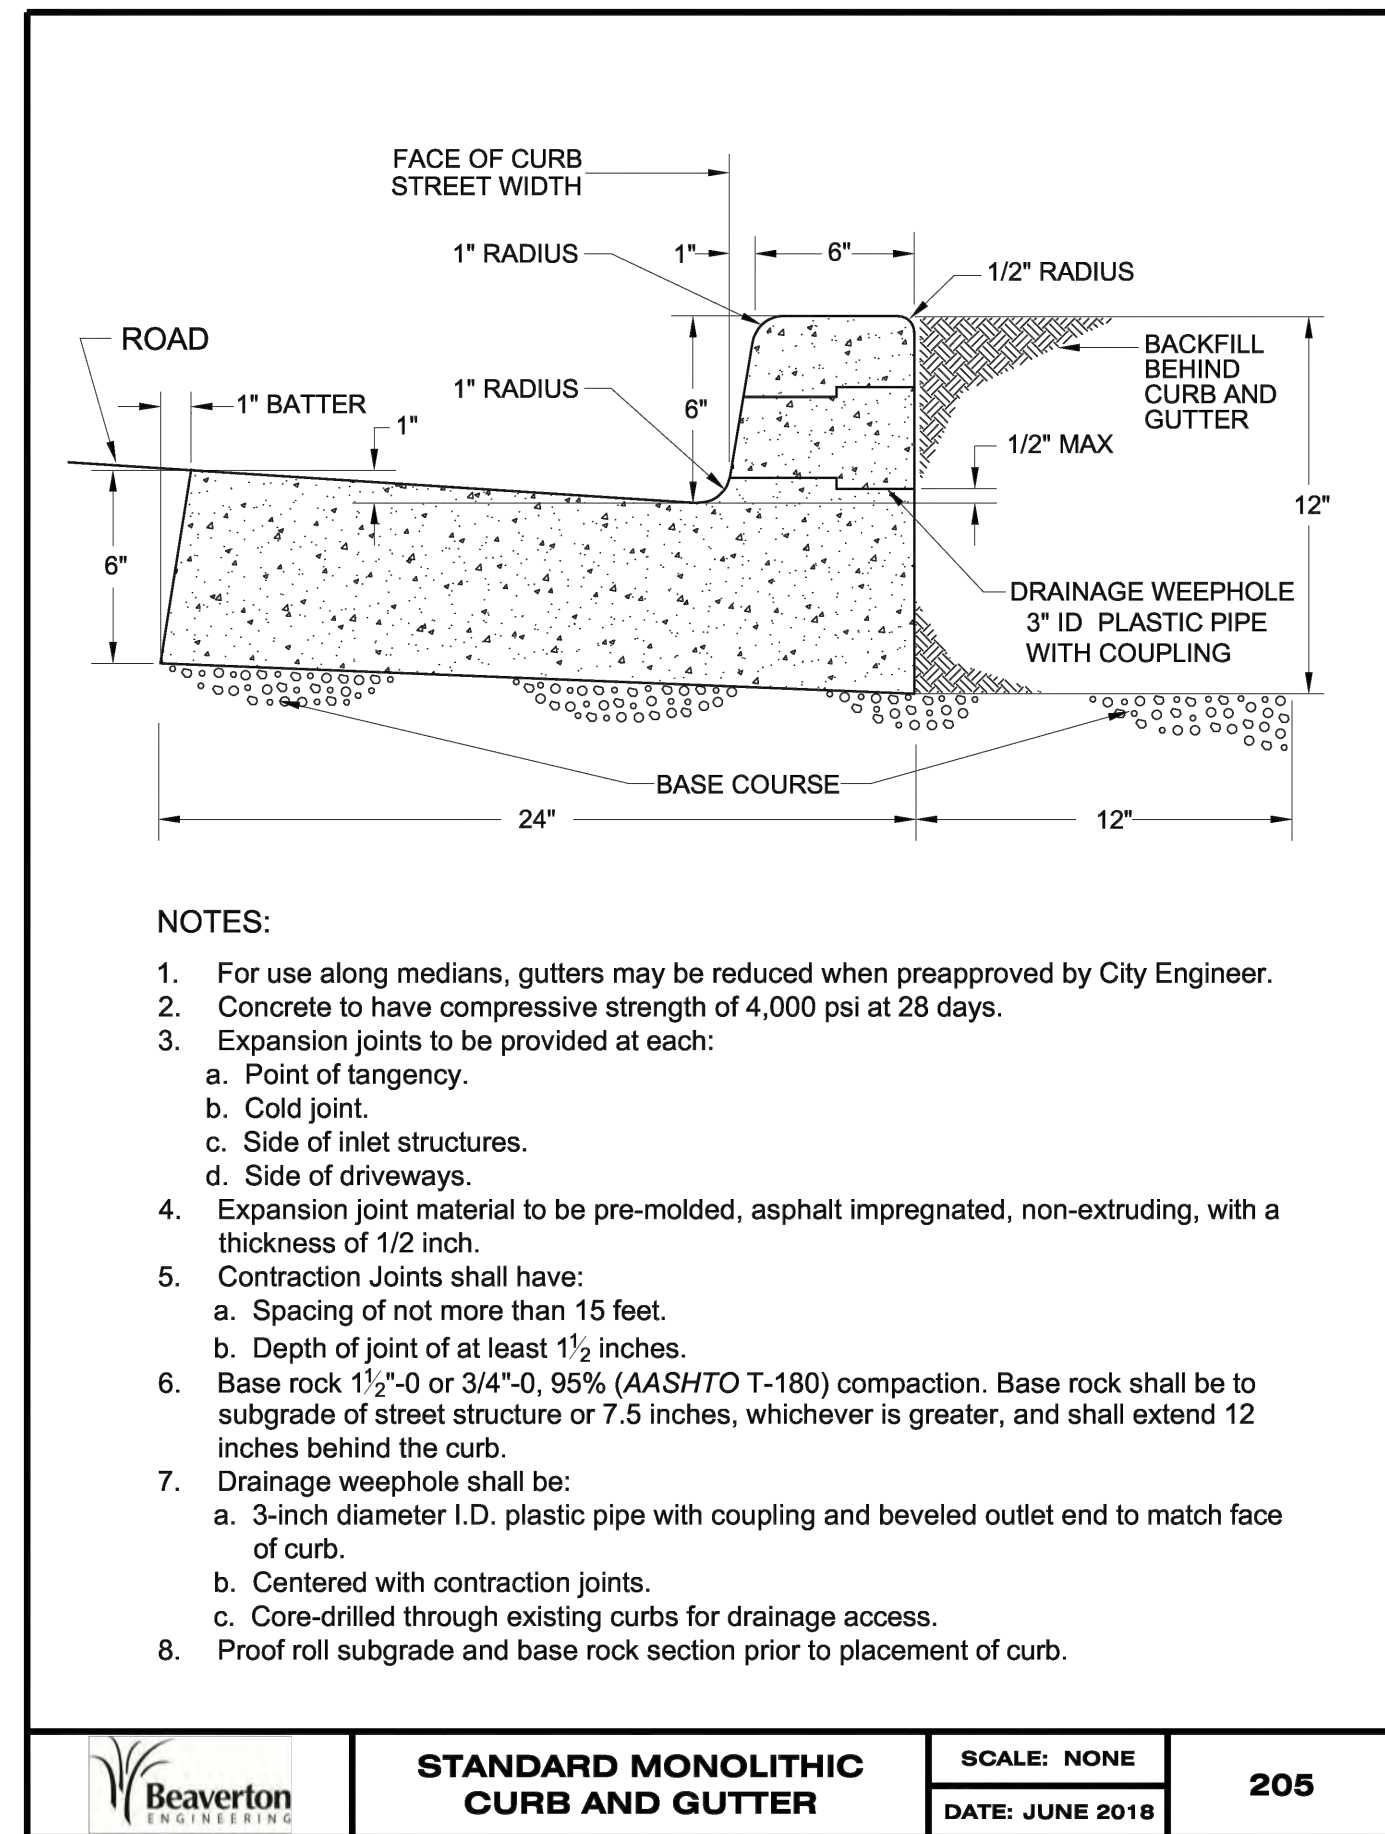 FACE OF CURB
STREET WIDTH
1" RADIUS
1"
6"
1/2" RADIUS
ROAD
BACKFILL
BEHIND
CURB AND
GUTTER
1" RADIUS
1" BATTER
1"
6"
1/2" MAX
12"
6"
DRAINAGE WEEPHOLE
3" ID PLASTIC PIPE
WITH COUPLING
BASE COURSE
24"
12"
NOTES:
1. For use along medians, gutters may be reduced when preapproved by City Engineer.
2. Concrete to have compressive strength of 4,000 psi at 28 days.
3. Expansion joints to be provided at each:
a. Point of tangency.
b. Cold joint.
c. Side of inlet structures.
d. Side of driveways.
4. Expansion joint material to be pre-molded, asphalt impregnated, non-extruding, with a
thickness of 1/2 inch.
5. Contraction Joints shall have:
a. Spacing of not more than 15 feet.
b. Depth of joint of at least 1½ inches.
6. Base rock 1½"-0 or 3/4"-0, 95% (AASHTO T-180) compaction. Base rock shall be to
subgrade of street structure or 7.5 inches, whichever is greater, and shall extend 12
inches behind the curb.
7. Drainage weephole shall be:
a. 3-inch diameter I.D. plastic pipe with coupling and beveled outlet end to match face
of curb.
b. Centered with contraction joints.
c. Core-drilled through existing curbs for drainage access.
8. Proof roll subgrade and base rock section prior to placement of curb.
Beaverton
ENGINEERING
STANDARD MONOLITHIC
CURB AND GUTTER
SCALE: NONE
DATE: JUNE 2018
205